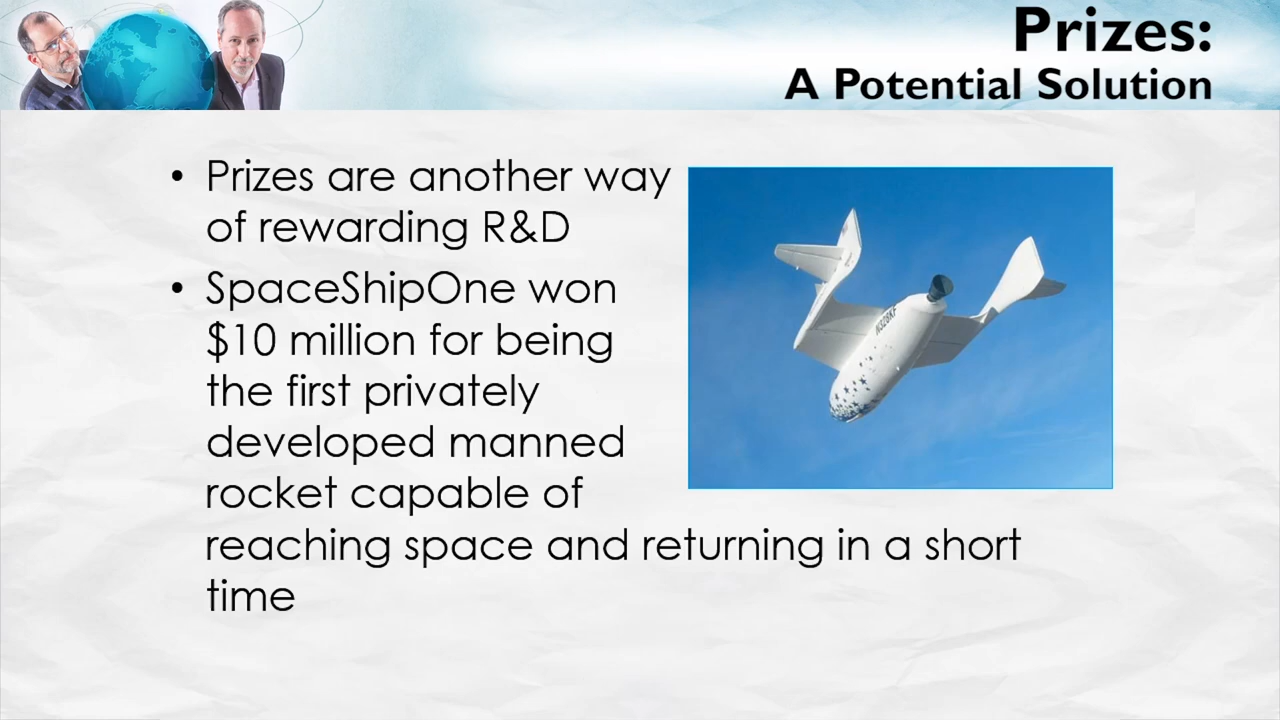 Prizes:
A Potential Solution
• Prizes are another way
of rewarding R&D
• SpaceShipOne won
$10 million for being
the first privately
developed manned
rocket capable of
reaching space and returning in a short
time
N328KF